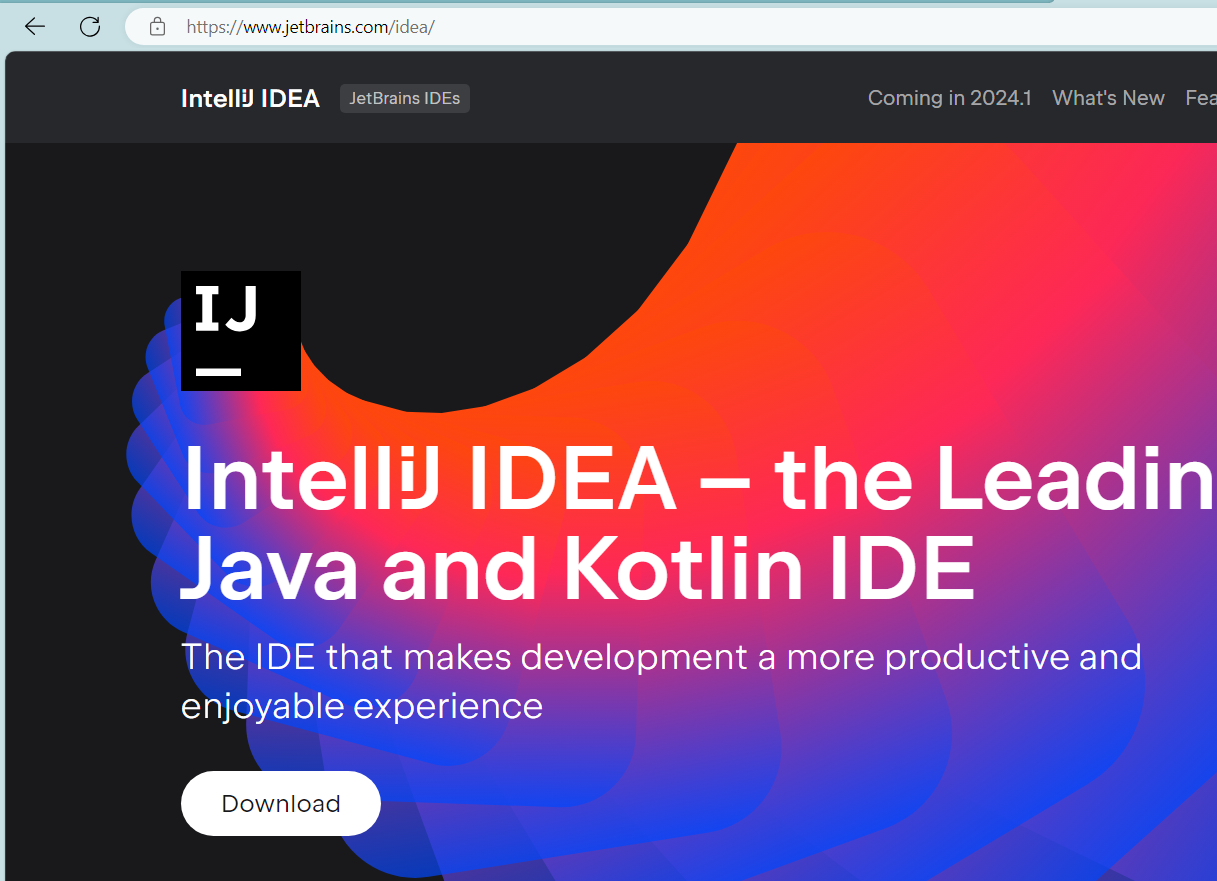 https://www.jetbrains.com/idea/
IntelliJ IDEA JetBrains IDEs Coming in 2024.1 What's New Fea
IJ
IntelliJ IDEA – the Leadin
Java and Kotlin IDE
The IDE that makes development a more productive and
enjoyable experience
Download